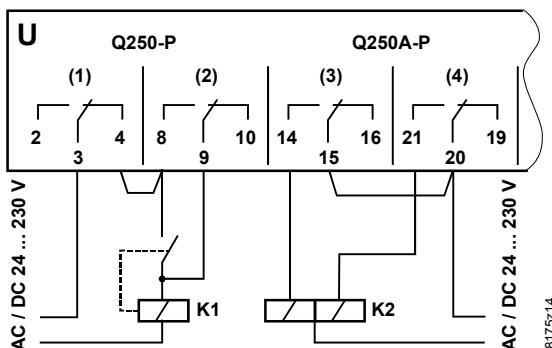 U
Q250-P Q250A-P
(1) (2) (3) (4)
2 4 8 10 14 16 21 19
3 9 15 20
AC / DC 24 ... 230 V
K1
K2
AC / DC 24 ... 230 V
8175z14